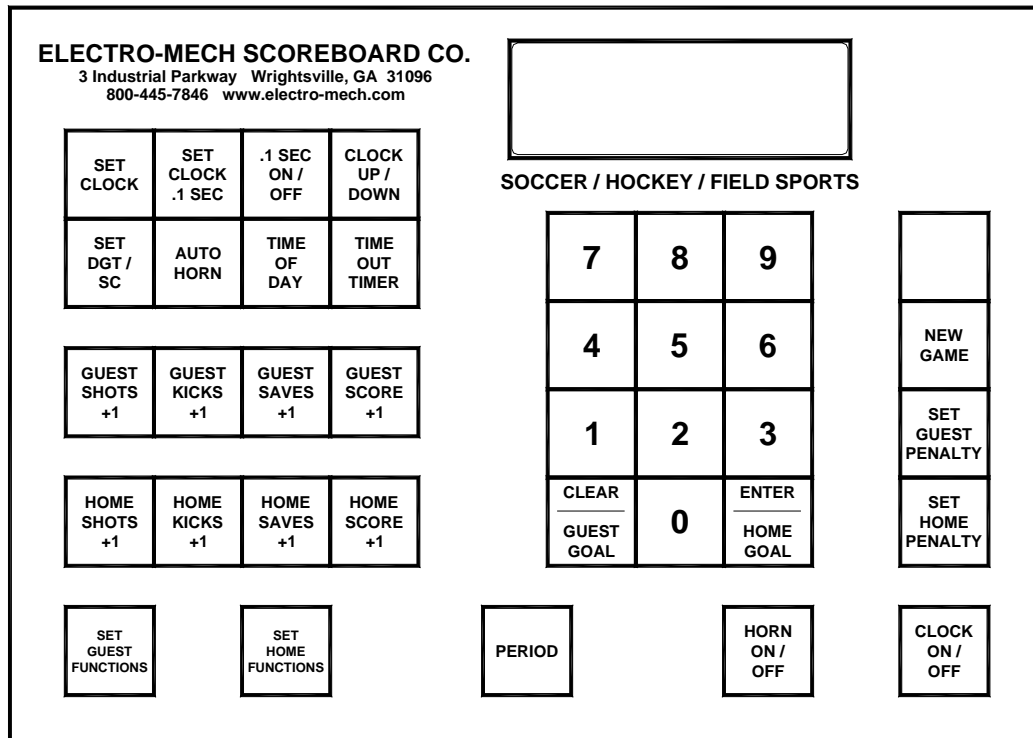 ELECTRO-MECH SCOREBOARD CO.
3 Industrial Parkway Wrightsville, GA 31096
800-445-7846 www.electro-mech.com
SET
CLOCK
SET
CLOCK
.1 SEC
.1 SEC
ON /
OFF
CLOCK
UP /
DOWN
SET
DGT /
SC
AUTO
HORN
TIME
OF
DAY
TIME
OUT
TIMER
GUEST
SHOTS
+1
GUEST
KICKS
+1
GUEST
SAVES
+1
GUEST
SCORE
+1
HOME
SHOTS
+1
HOME
KICKS
+1
HOME
SAVES
+1
HOME
SCORE
+1
SOCCER / HOCKEY / FIELD SPORTS
7
8
9
4
5
6
1
2
3
CLEAR
GUEST
GOAL
0
ENTER
HOME
GOAL
NEW
GAME
SET
GUEST
PENALTY
SET
HOME
PENALTY
SET
GUEST
FUNCTIONS
SET
HOME
FUNCTIONS
PERIOD
HORN
ON /
OFF
CLOCK
ON /
OFF